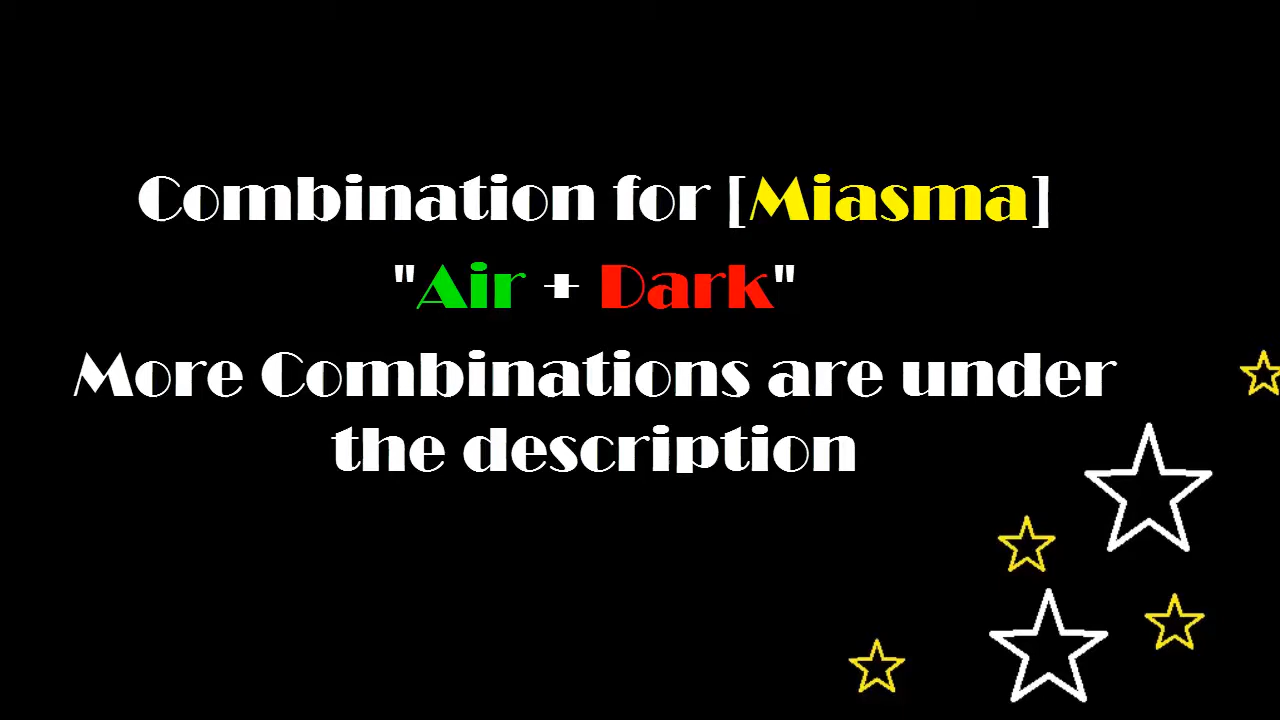 Combination for [Miasma]
"Air + Dark"
More Combinations are under
the description